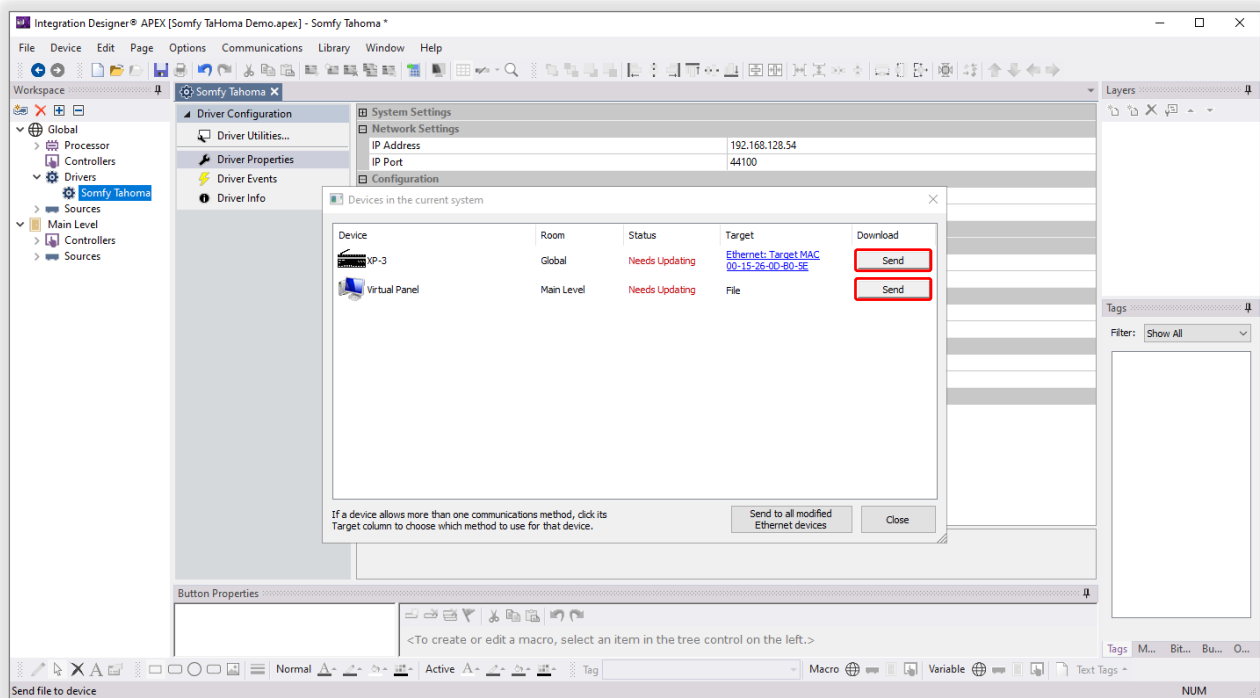 Integration Designer® APEX [Somfy TaHoma Demo.apex] - Somfy Tahoma *
File Device Edit Page Options Communications Library Window Help
Workspace
Somfy Tahoma
Layers
Global
Processor
Controllers
Drivers
Somfy Tahoma
Sources
Main Level
Controllers
Sources
Driver Configuration
Driver Utilities...
Driver Properties
Driver Events
Driver Info
System Settings
Network Settings
IP Address 192.168.128.54
IP Port 44100
Configuration
Devices in the current system
Device Room Status Target Download
XP-3 Global Needs Updating Ethernet: Target MAC Send
00-15-26-0D-B0-5E
Virtual Panel Main Level Needs Updating File Send
If a device allows more than one communications method, click its
Target column to choose which method to use for that device.
Send to all modified
Ethernet devices
Close
Tags
Filter: Show All
Button Properties
<To create or edit a macro, select an item in the tree control on the left.>
Tags M... Bit... Bu... O...
Normal Active Tag Macro Variable Text Tags
Send file to device NUM